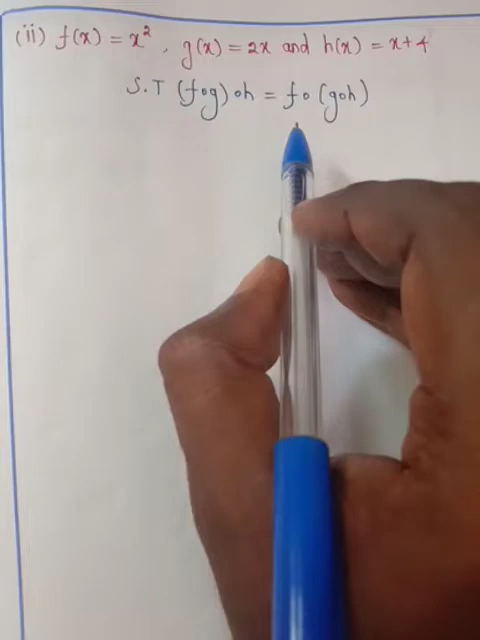 (ii) f(x) = x², g(x) = 2x and h(x) = x+4
S.T (fog) oh = fo (goh)